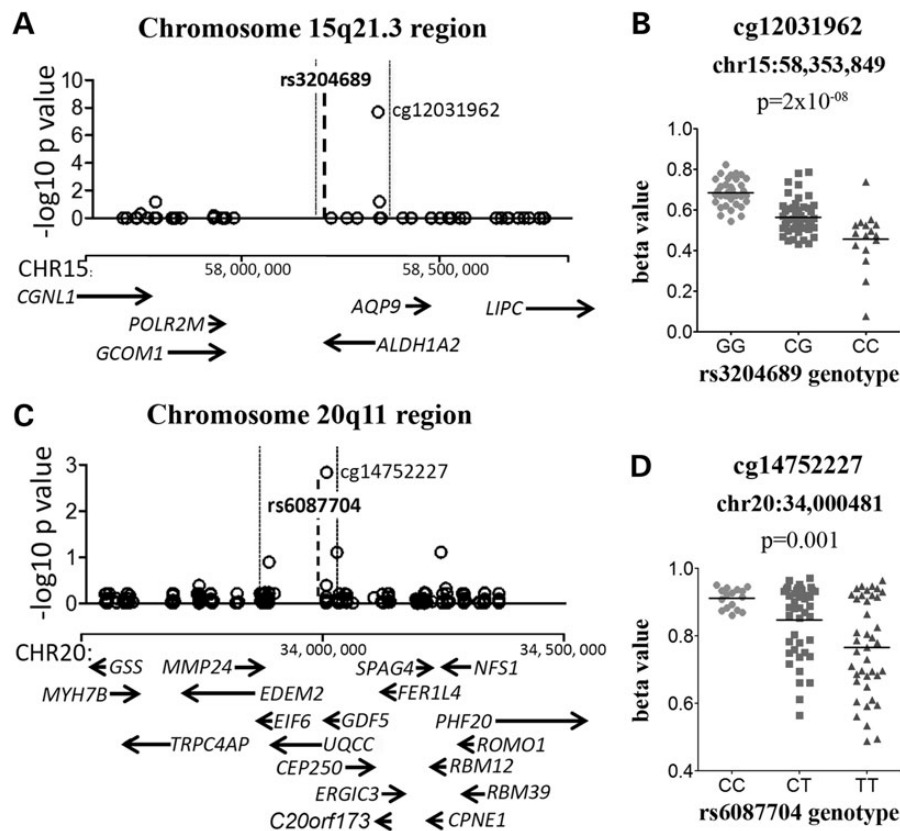 A
Chromosome 15q21.3 region
-log10 p value
10
8
6
4
2
0
rs3204689
cg12031962
CHR15:
58,000,000
58,500,000
CGNL1
AQP9
LIPC
POLR2M
ALDH1A2
GCOM1
B
cg12031962
chr15:58,353,849
p=2x10-08
beta value
1.0
0.8
0.6
0.4
0.2
0.0
GG CG CC
rs3204689 genotype
C
Chromosome 20q11 region
-log10 p value
3
2
1
0
cg14752227
rs6087704
CHR20:
34,000,000
34,500,000
GSS MMP24 SPAG4 NFS1
MYH7B EDEM2 FER1L4
EIF6 GDF5 PHF20
TRPC4AP UQCC ROMO1
CEP250 RBM12
ERGIC3 RBM39
C20orf173 CPNE1
D
cg14752227
chr20:34,000481
p=0.001
beta value
1.0
0.8
0.6
0.4
CC CT TT
rs6087704 genotype